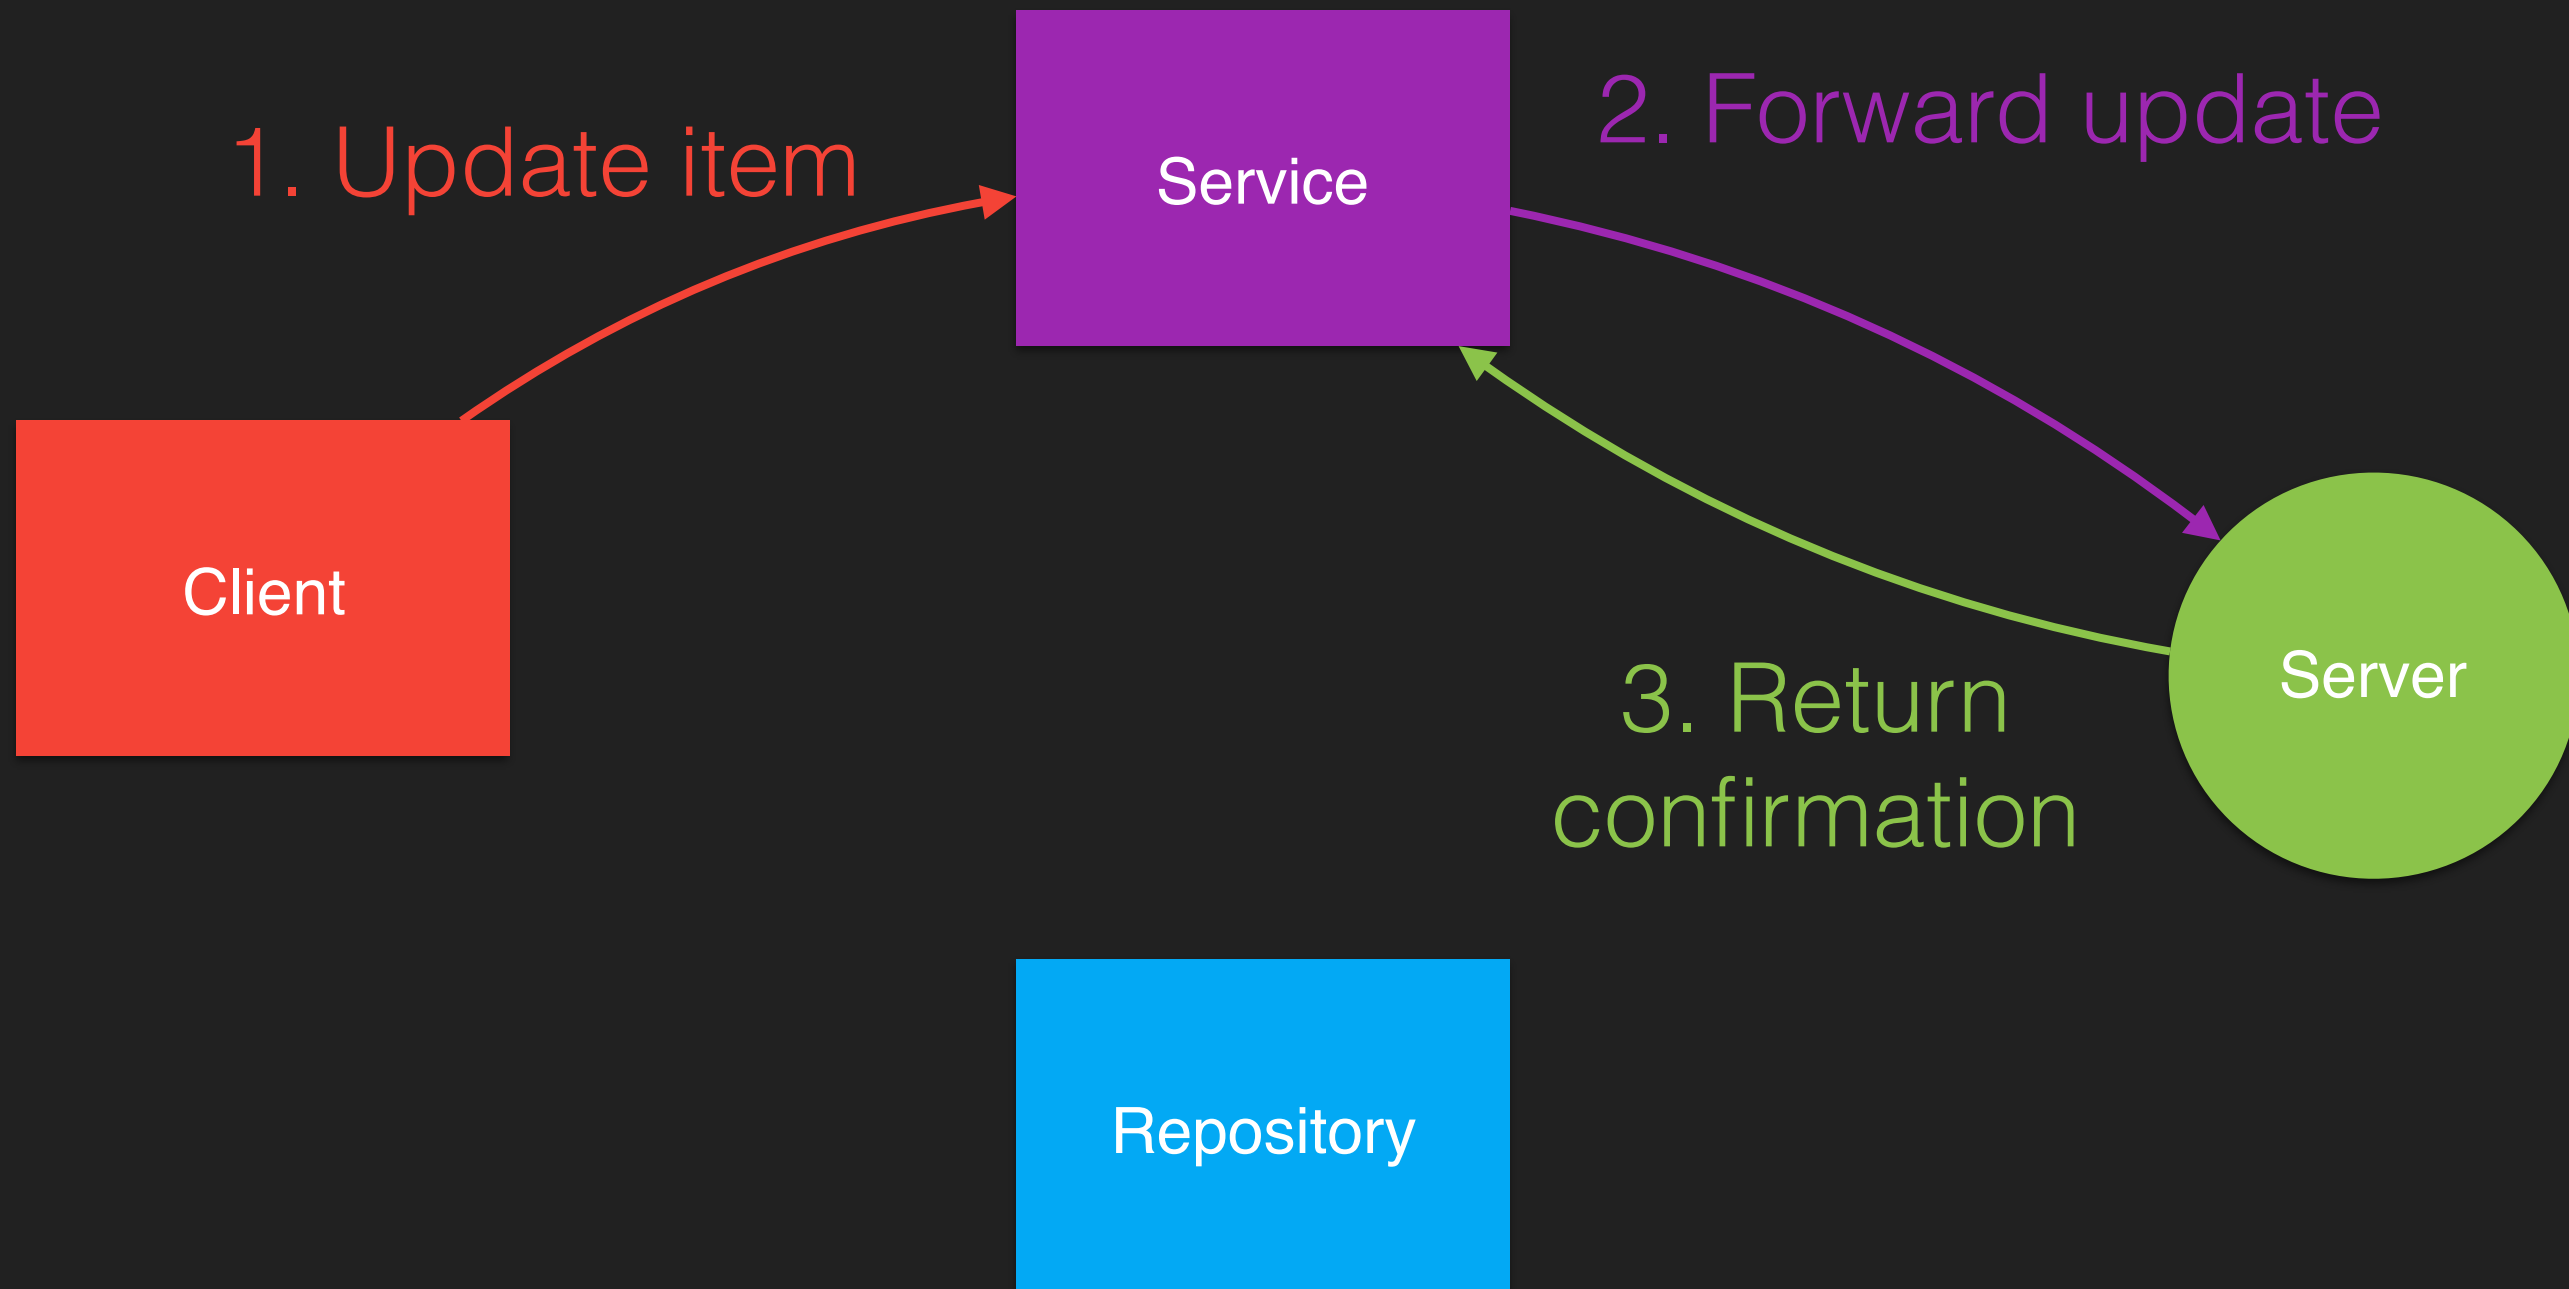 1. Update item
Service
2. Forward update
Client
Server
3. Return
confirmation
Repository